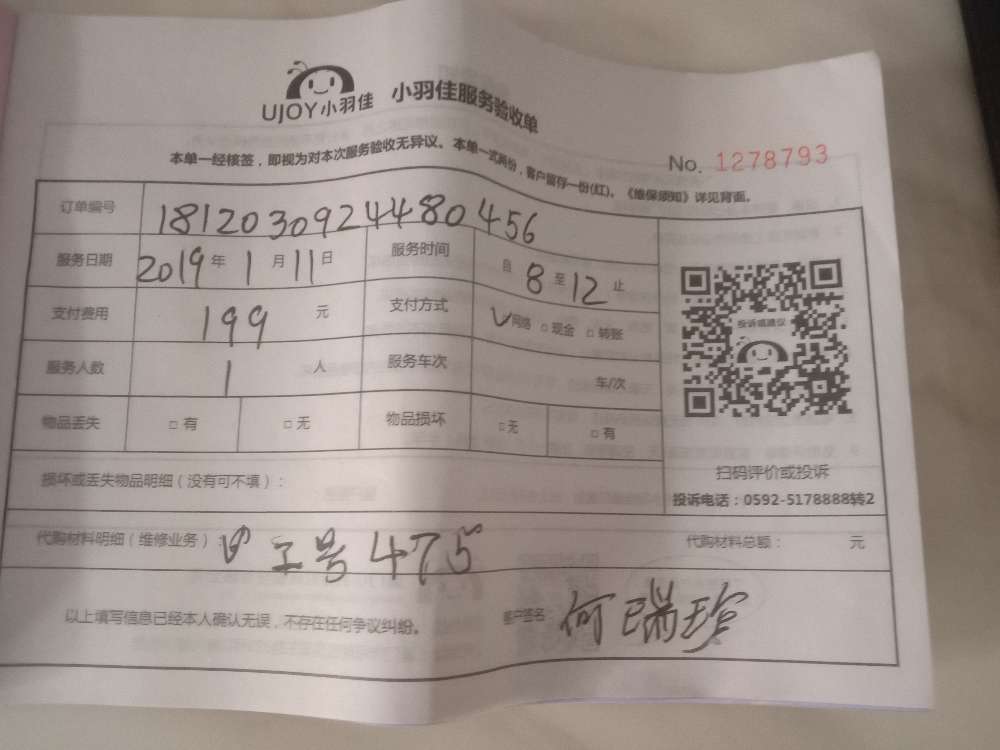 UJOY小羽佳 小羽佳服务验收单
本单一经核签，即视为对本次服务验收无异议。本单一式两份，客户留存一份(红)。《维保须知》详见背面。
No. 1278793
订单编号 1812030924480456
服务日期 2019年1月11日 服务时间 自8至12止
支付费用 199元 支付方式 ✓网络 □现金 □转账
服务人数 1人 服务车次 车/次
物品丢失 □有 □无 物品损坏 □无 □有
投诉或建议
扫码评价或投诉
投诉电话：0592-5178888转2
损坏或丢失物品明细（没有可不填）：
代购材料明细（维修业务） 工号475 代购材料总额： 元
以上填写信息已经本人确认无误，不存在任何争议纠纷。 客户签名： 何瑞珍